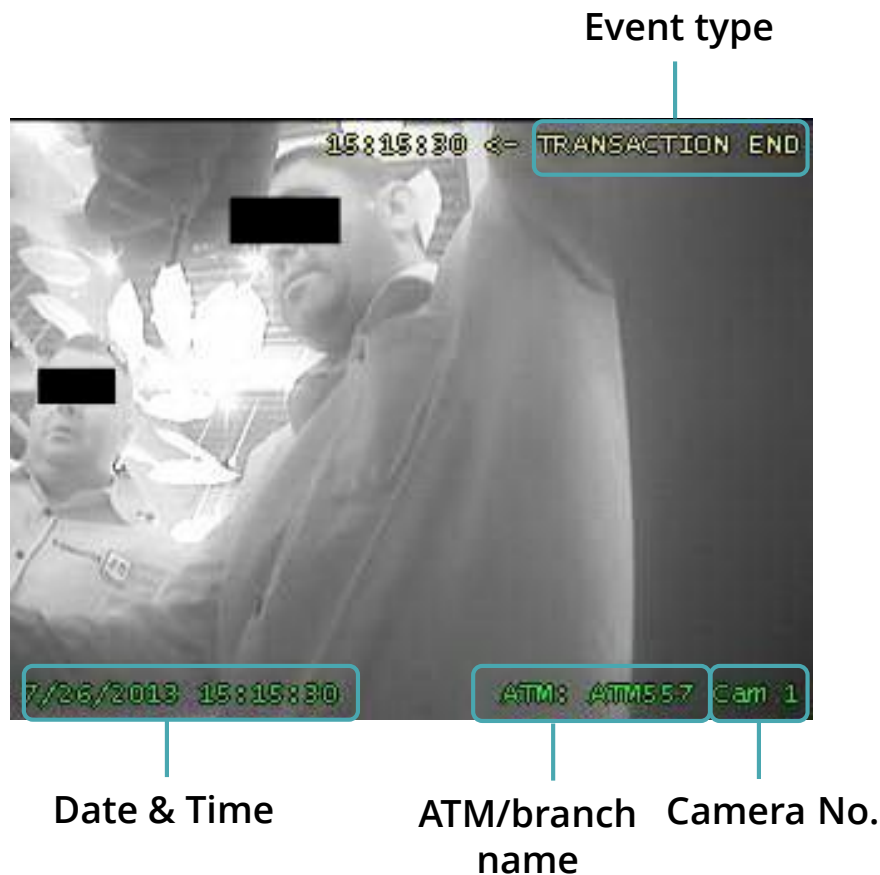 Event type
15:15:30 <- TRANSACTION END
7/26/2013 15:15:30 ATM: ATM557 Cam 1
Date & Time
ATM/branch
name
Camera No.